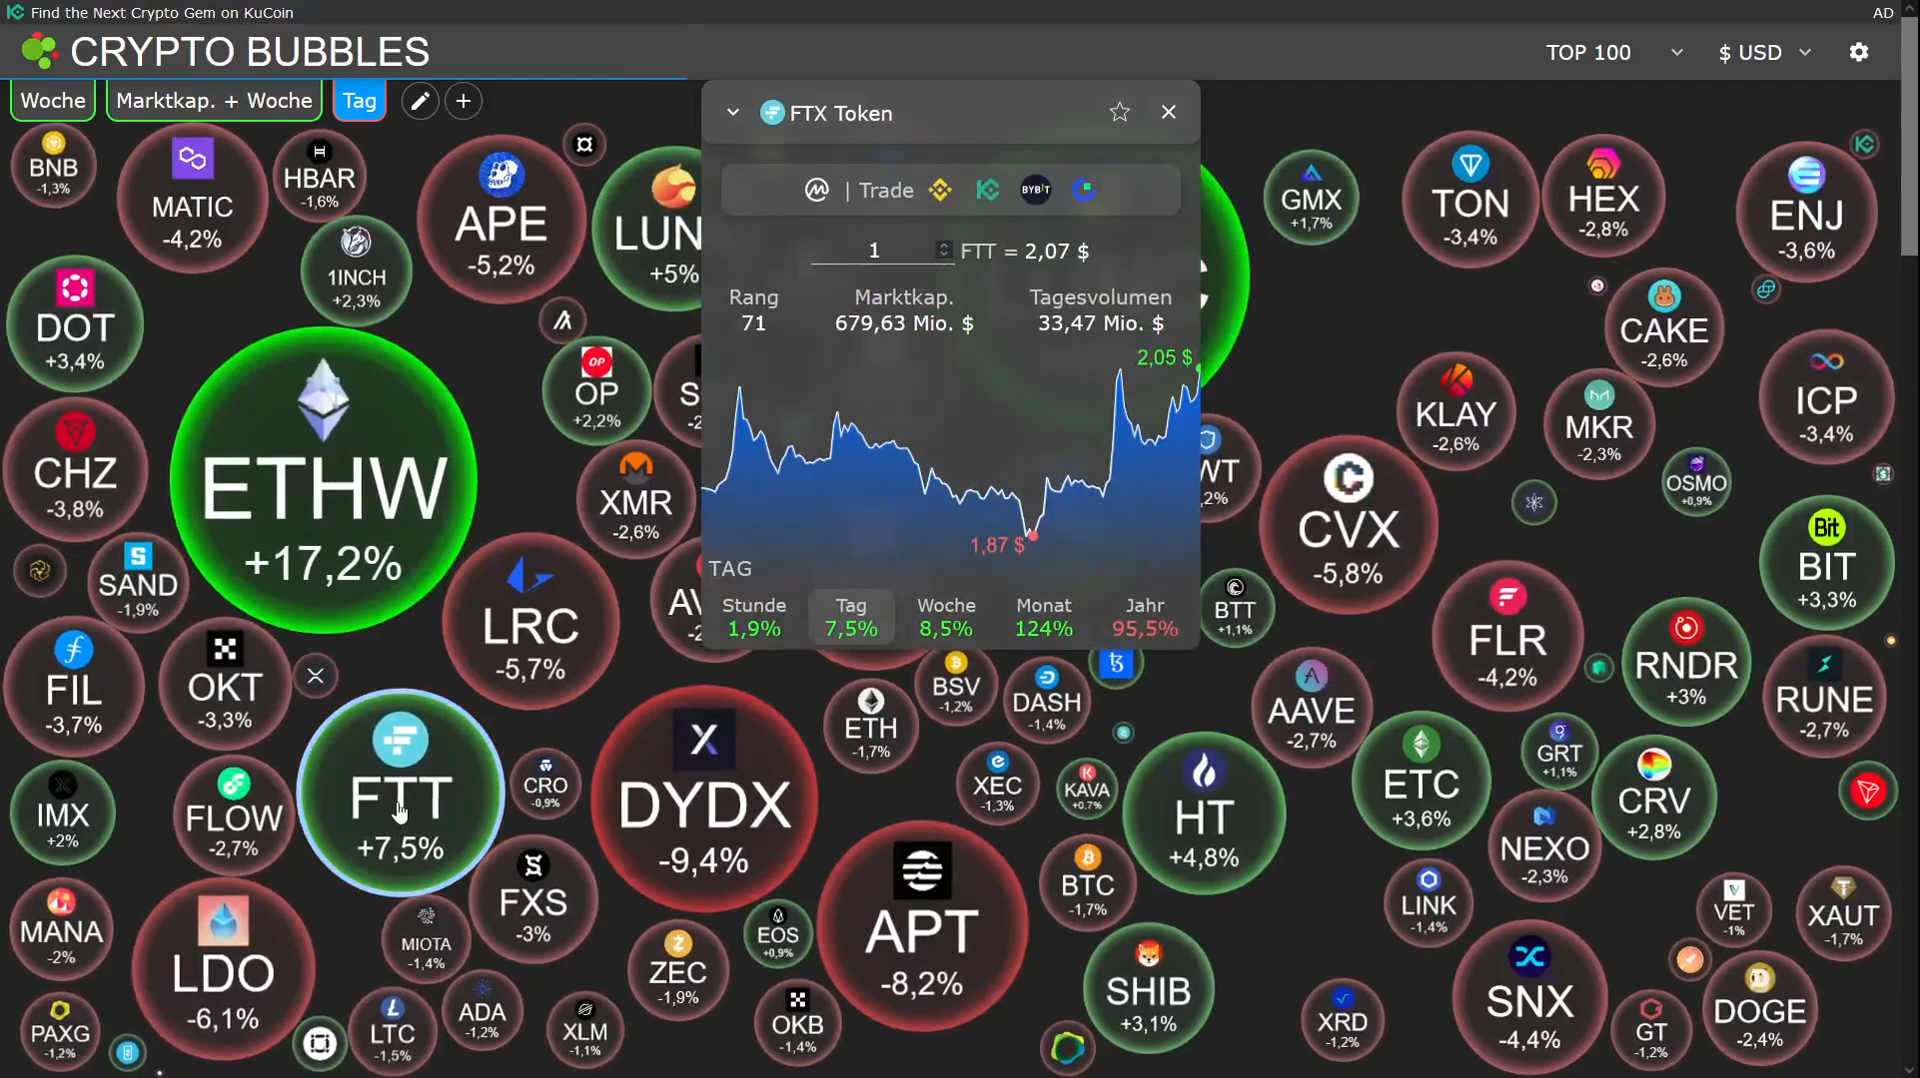 Find the Next Crypto Gem on KuCoin
AD
CRYPTO BUBBLES
TOP 100
$ USD
Woche
Marktkap. + Woche
Tag
FTX Token
| Trade
BYBIT
1
FTT = 2,07 $
Rang
71
Marktkap.
679,63 Mio. $
Tagesvolumen
33,47 Mio. $
2,05 $
1,87 $
TAG
Stunde
1,9%
Tag
7,5%
Woche
8,5%
Monat
124%
Jahr
95,5%
BNB
-1,3%
MATIC
-4,2%
HBAR
-1,6%
APE
-5,2%
LUN
+5%
GMX
+1,7%
TON
-3,4%
HEX
-2,8%
ENJ
-3,6%
1INCH
+2,3%
DOT
+3,4%
OP
OP
+2,2%
CAKE
-2,6%
ICP
-3,4%
KLAY
-2,6%
MKR
-2,3%
CHZ
-3,8%
ETHW
+17,2%
XMR
-2,6%
CVX
-5,8%
OSMO
+0,9%
Bit
BIT
+3,3%
SAND
-1,9%
LRC
-5,7%
BTT
+1,1%
FLR
-4,2%
RNDR
+3%
RUNE
-2,7%
FIL
-3,7%
OKT
-3,3%
ETH
-1,7%
BSV
-1,2%
DASH
-1,4%
AAVE
-2,7%
GRT
+1,1%
FTT
+7,5%
CRO
-0,9%
DYDX
-9,4%
XEC
-1,3%
KAVA
+0,7%
HT
+4,8%
ETC
+3,6%
CRV
+2,8%
IMX
+2%
FLOW
-2,7%
FXS
-3%
BTC
-1,7%
NEXO
-2,3%
LINK
-1,4%
VET
-1%
XAUT
-1,7%
MANA
-2%
LDO
-6,1%
MIOTA
-1,4%
ZEC
-1,9%
EOS
+0,9%
APT
-8,2%
SHIB
+3,1%
SNX
-4,4%
DOGE
-2,4%
PAXG
-1,2%
LTC
-1,5%
ADA
-1,2%
XLM
-1,1%
OKB
-1,4%
XRD
-1,2%
GT
-1,2%